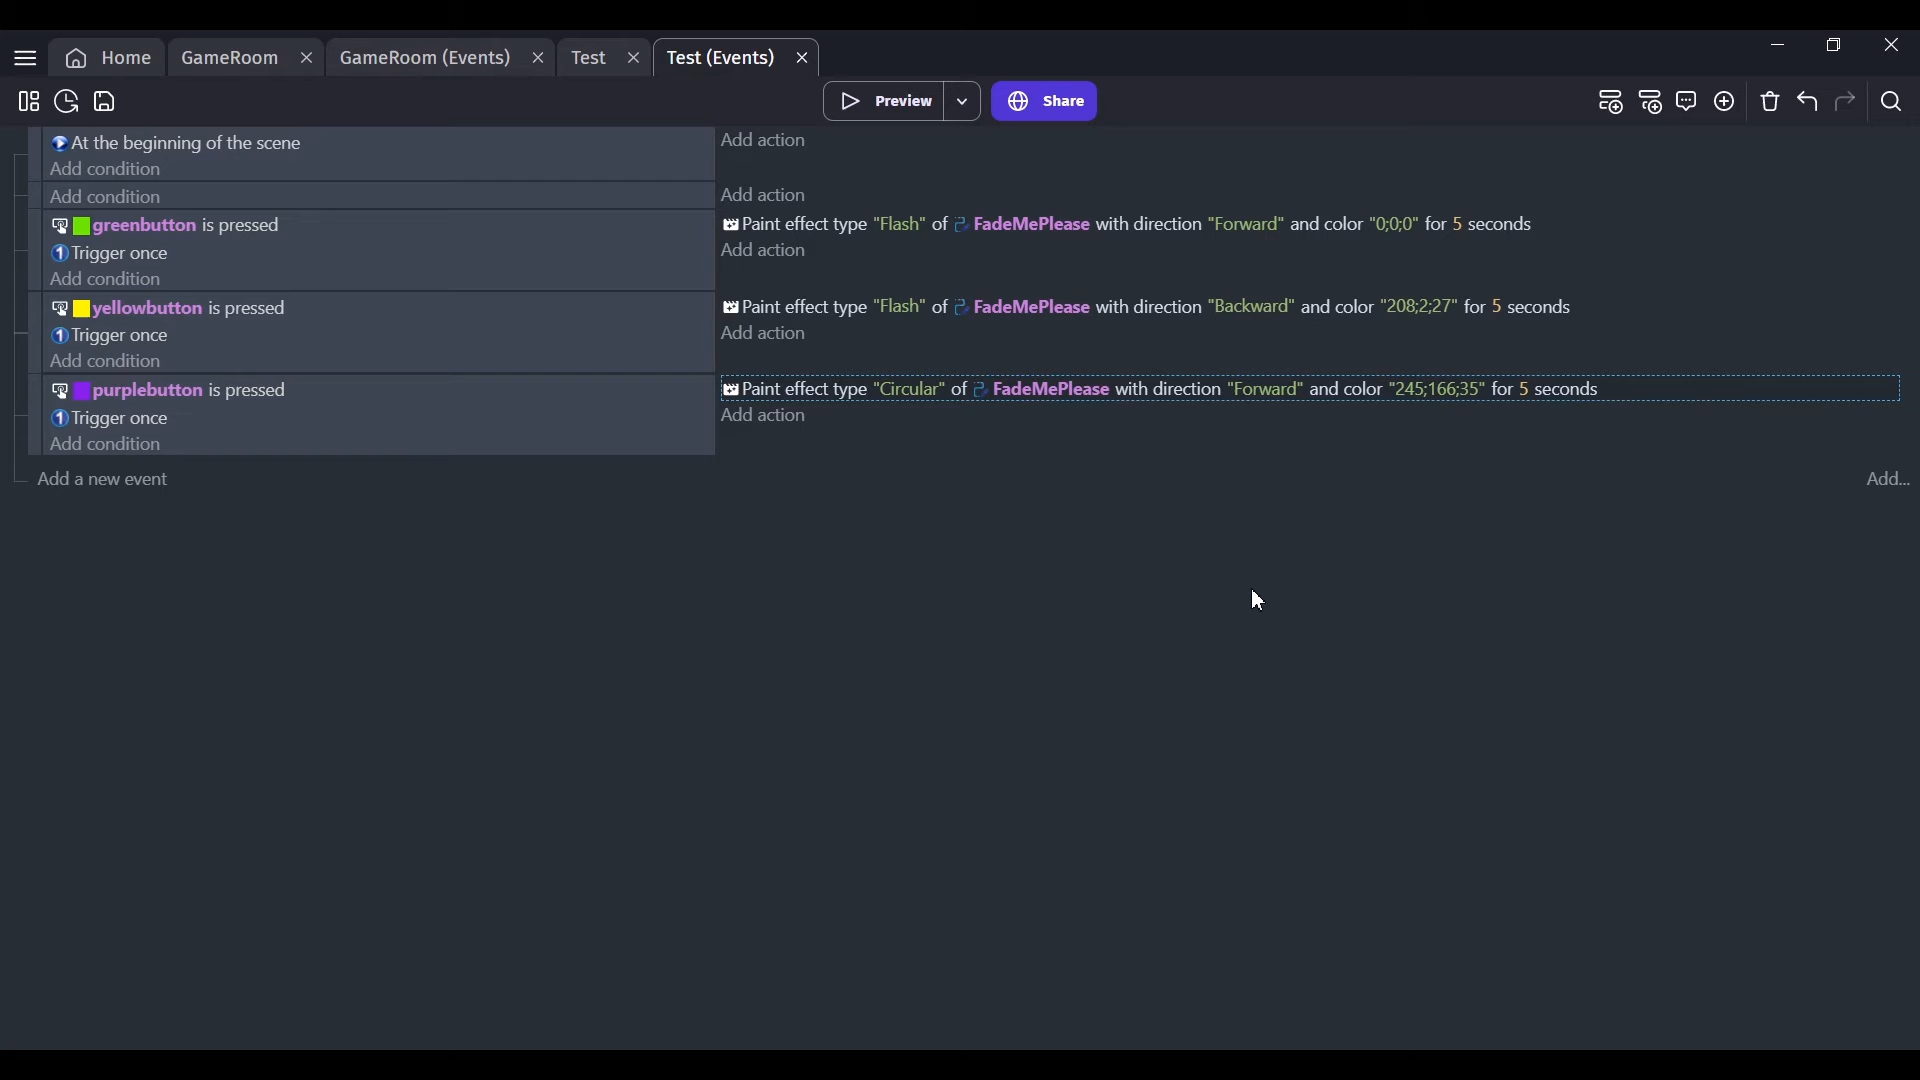 Home
GameRoom
GameRoom (Events)
Test
Test (Events)
Preview
Share
At the beginning of the scene
Add action
Add condition
Add condition
Add action
greenbutton is pressed
Paint effect type "Flash" of FadeMePlease with direction "Forward" and color "0;0;0" for 5 seconds
1 Trigger once
Add action
Add condition
yellowbutton is pressed
Paint effect type "Flash" of FadeMePlease with direction "Backward" and color "208;2;27" for 5 seconds
1 Trigger once
Add action
Add condition
purplebutton is pressed
Paint effect type "Circular" of FadeMePlease with direction "Forward" and color "245;166;35" for 5 seconds
1 Trigger once
Add action
Add condition
Add a new event
Add...